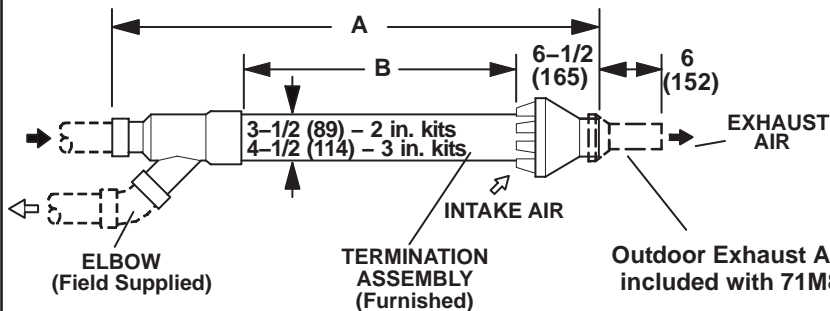 A
B
6–1/2
(165)
6
(152)
3–1/2 (89) – 2 in. kits
4–1/2 (114) – 3 in. kits
EXHAUST
AIR
INTAKE AIR
ELBOW
(Field Supplied)
TERMINATION
ASSEMBLY
(Furnished)
Outdoor Exhaust
included with